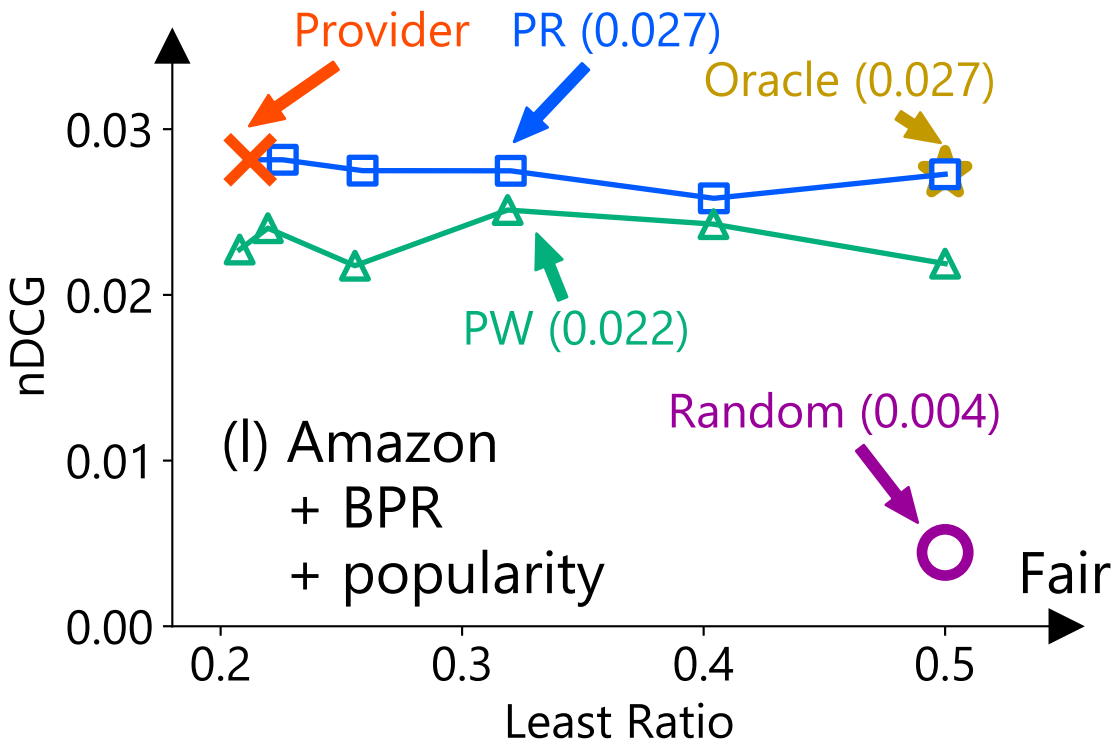 Provider
PR (0.027)
Oracle (0.027)
0.03
0.02
PW (0.022)
nDCG
Random (0.004)
(l) Amazon
+ BPR
+ popularity
0.01
Fair
0.00
0.2
0.3
0.4
0.5
Least Ratio